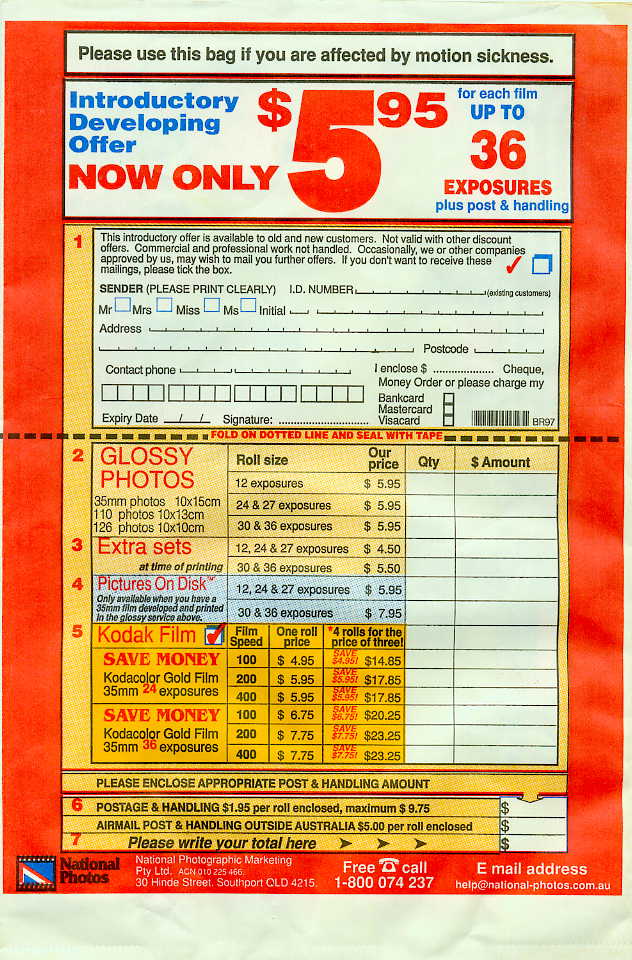 Please use this bag if you are affected by motion sickness.
Introductory
Developing
Offer
NOW ONLY
$5.95
for each film
UP TO
36
EXPOSURES
plus post & handling
1
This introductory offer is available to old and new customers. Not valid with other discount
offers. Commercial and professional work not handled. Occasionally, we or other companies
approved by us, may wish to mail you further offers. If you don't want to receive these
mailings, please tick the box.
SENDER (PLEASE PRINT CLEARLY) I.D. NUMBER (existing customers)
Mr Mrs Miss Ms Initial
Address
Postcode
Contact phone
I enclose $ .................... Cheque,
Money Order or please charge my
Bankcard
Mastercard
Visacard
BR97
Expiry Date __/__/__ Signature: ..............................
FOLD ON DOTTED LINE AND SEAL WITH TAPE
2 GLOSSY PHOTOS Roll size Our price Qty $ Amount
35mm photos 10x15cm
110 photos 10x13cm
126 photos 10x10cm
12 exposures $ 5.95
24 & 27 exposures $ 5.95
30 & 36 exposures $ 5.95
3 Extra sets
at time of printing
12, 24 & 27 exposures $ 4.50
30 & 36 exposures $ 5.50
4 Pictures On Disk™
Only available when you have a
35mm film developed and printed
in the glossy service above.
12, 24 & 27 exposures $ 5.95
30 & 36 exposures $ 7.95
5 Kodak Film Film Speed One roll price *4 rolls for the price of three!
SAVE MONEY
Kodacolor Gold Film
35mm 24 exposures
100 $ 4.95 SAVE $4.95! $14.85
200 $ 5.95 SAVE $5.95! $17.85
400 $ 5.95 SAVE $5.95! $17.85
SAVE MONEY
Kodacolor Gold Film
35mm 36 exposures
100 $ 6.75 SAVE $6.75! $20.25
200 $ 7.75 SAVE $7.75! $23.25
400 $ 7.75 SAVE $7.75! $23.25
PLEASE ENCLOSE APPROPRIATE POST & HANDLING AMOUNT
6 POSTAGE & HANDLING $1.95 per roll enclosed, maximum $ 9.75 $
AIRMAIL POST & HANDLING OUTSIDE AUSTRALIA $5.00 per roll enclosed $
7 Please write your total here $
National
Photos
National Photographic Marketing
Pty Ltd. ACN 010 225 466.
30 Hinde Street, Southport QLD 4215.
Free call
1-800 074 237
E mail address
help@national-photos.com.au